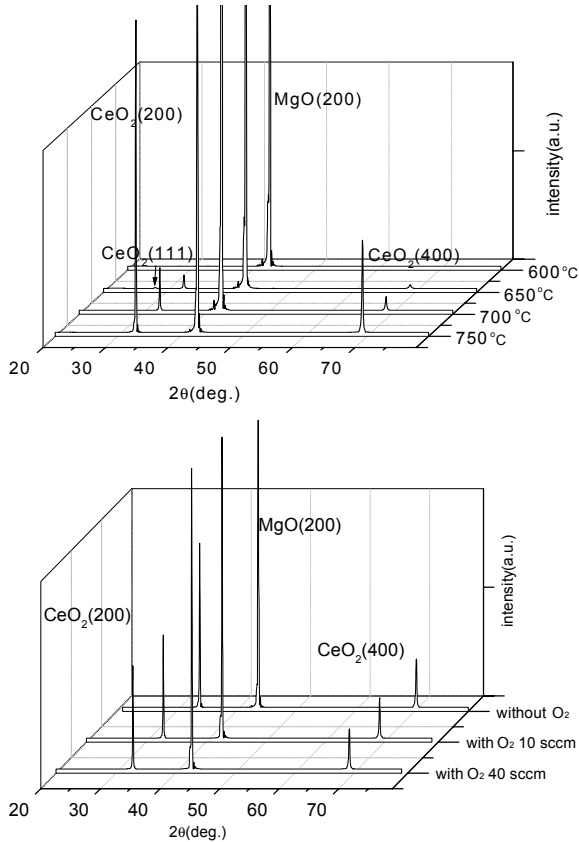 CeO2(200)
MgO(200)
intensity(a.u.)
CeO2(111)
CeO2(400)
600°C
650°C
700°C
750°C
20 30 40 50 60 70
2θ(deg.)
MgO(200)
CeO2(200)
intensity(a.u.)
CeO2(400)
without O2
with O2 10 sccm
with O2 40 sccm
20 30 40 50 60 70
2θ(deg.)